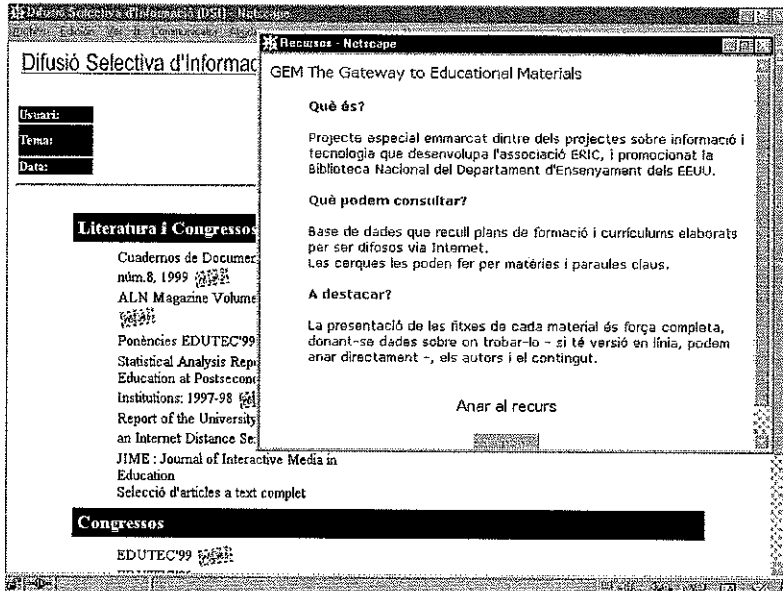 Difusió Selectiva d'Informació (DSI) - Netscape
Difusió Selectiva d'Informac
Usuari:
Tema:
Data:
Literatura i Congressos
Cuadernos de Documen
núm.8, 1999
ALN Magazine Volume
Ponències EDUTEC'99
Statistical Analysis Rep
Education at Postsecon
Institutions: 1997-98
Report of the University
an Internet Distance Se
JIME : Journal of Interactive Media in
Education
Selecció d'articles a text complet
Congressos
EDUTEC'99
Recursos - Netscape
GEM The Gateway to Educational Materials
Què és?
Projecte especial emmarcat dintre dels projectes sobre informació i
tecnologia que desenvolupa l'associació ERIC, i promocionat la
Biblioteca Nacional del Departament d'Ensenyament dels EEUU.
Què podem consultar?
Base de dades que recull plans de formació i currículums elaborats
per ser difosos via Internet.
Les cerques les poden fer per matèries i paraules claus.
A destacar?
La presentació de les fitxes de cada material és força completa,
donant-se dades sobre on trobar-lo - si té versió en línia, podem
anar directament -, els autors i el contingut.
Anar al recurs